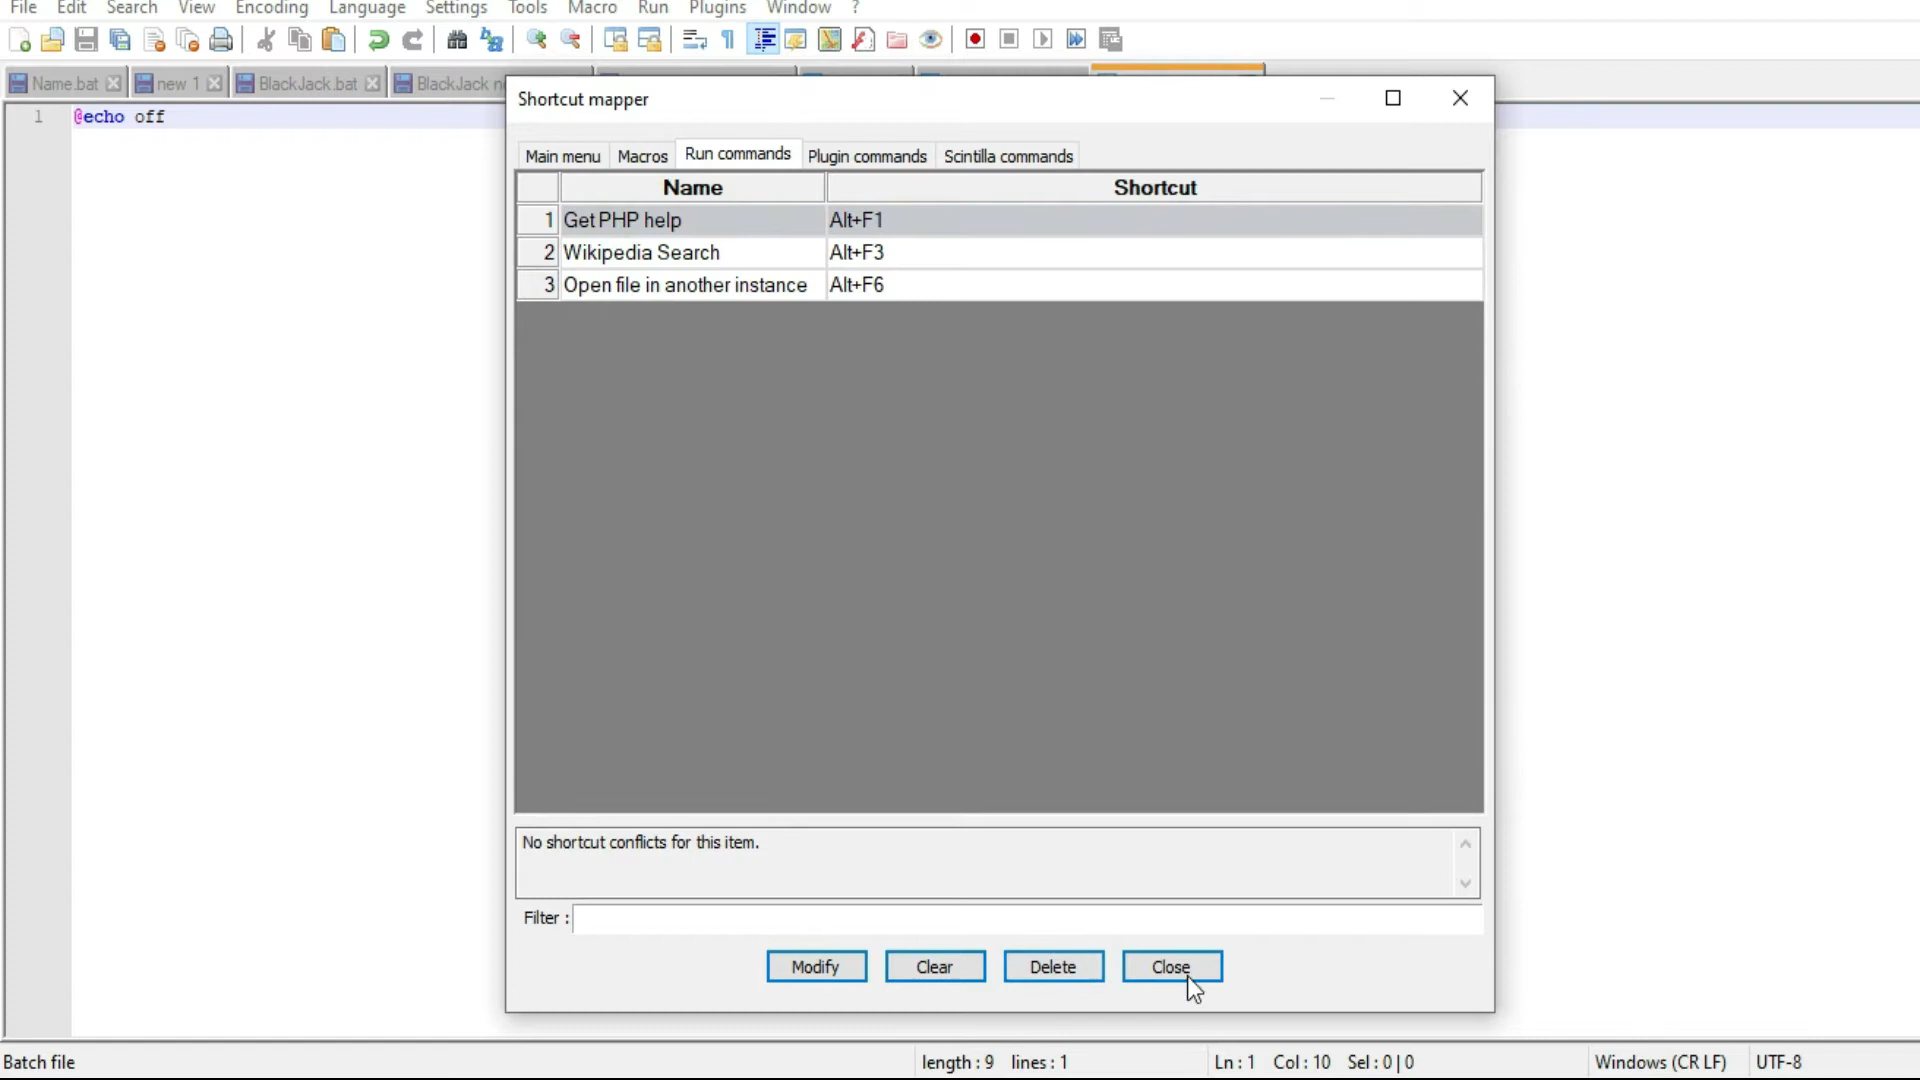 File Edit Search View Encoding Language Settings Tools Macro Run Plugins Window ?
Name.bat new 1 BlackJack.bat BlackJack
1 @echo off
Shortcut mapper
Main menu Macros Run commands Plugin commands Scintilla commands
Name Shortcut
1 Get PHP help Alt+F1
2 Wikipedia Search Alt+F3
3 Open file in another instance Alt+F6
No shortcut conflicts for this item.
Filter :
Modify Clear Delete Close
Batch file length : 9 lines : 1 Ln : 1 Col : 10 Sel : 0 | 0 Windows (CR LF) UTF-8